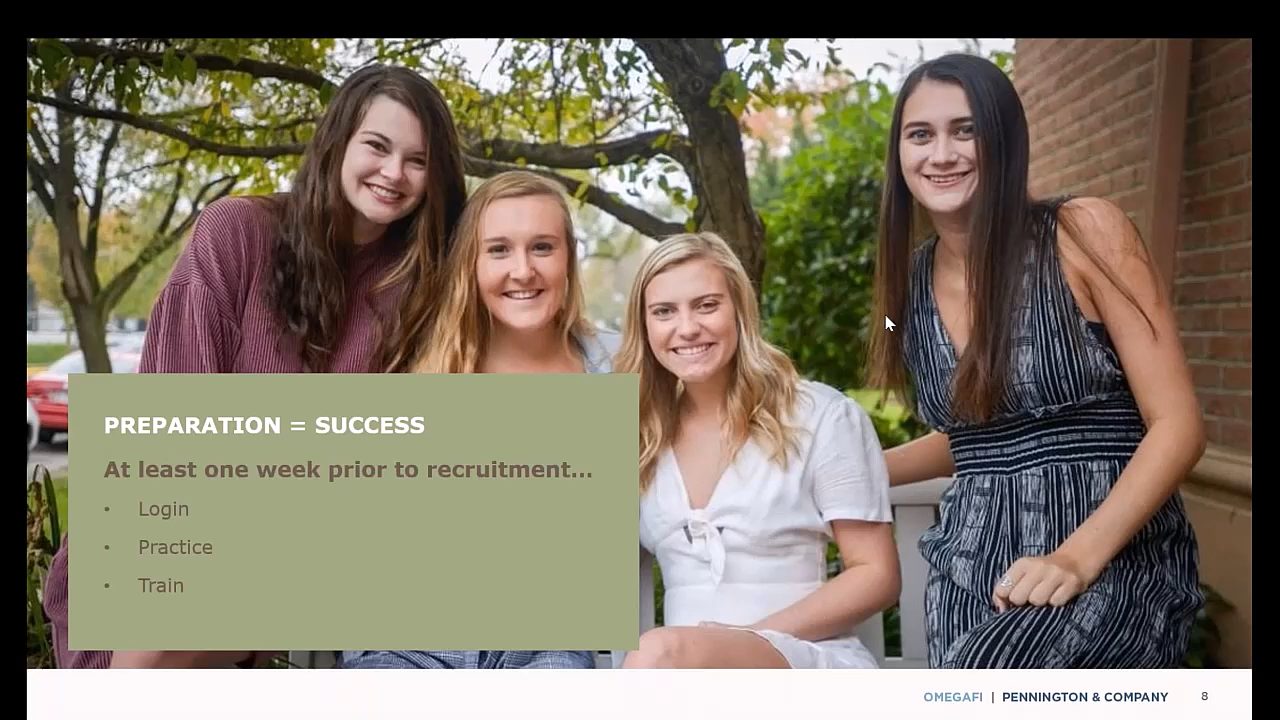 PREPARATION = SUCCESS
At least one week prior to recruitment...
• Login
• Practice
• Train
OMEGAFI | PENNINGTON & COMPANY 8